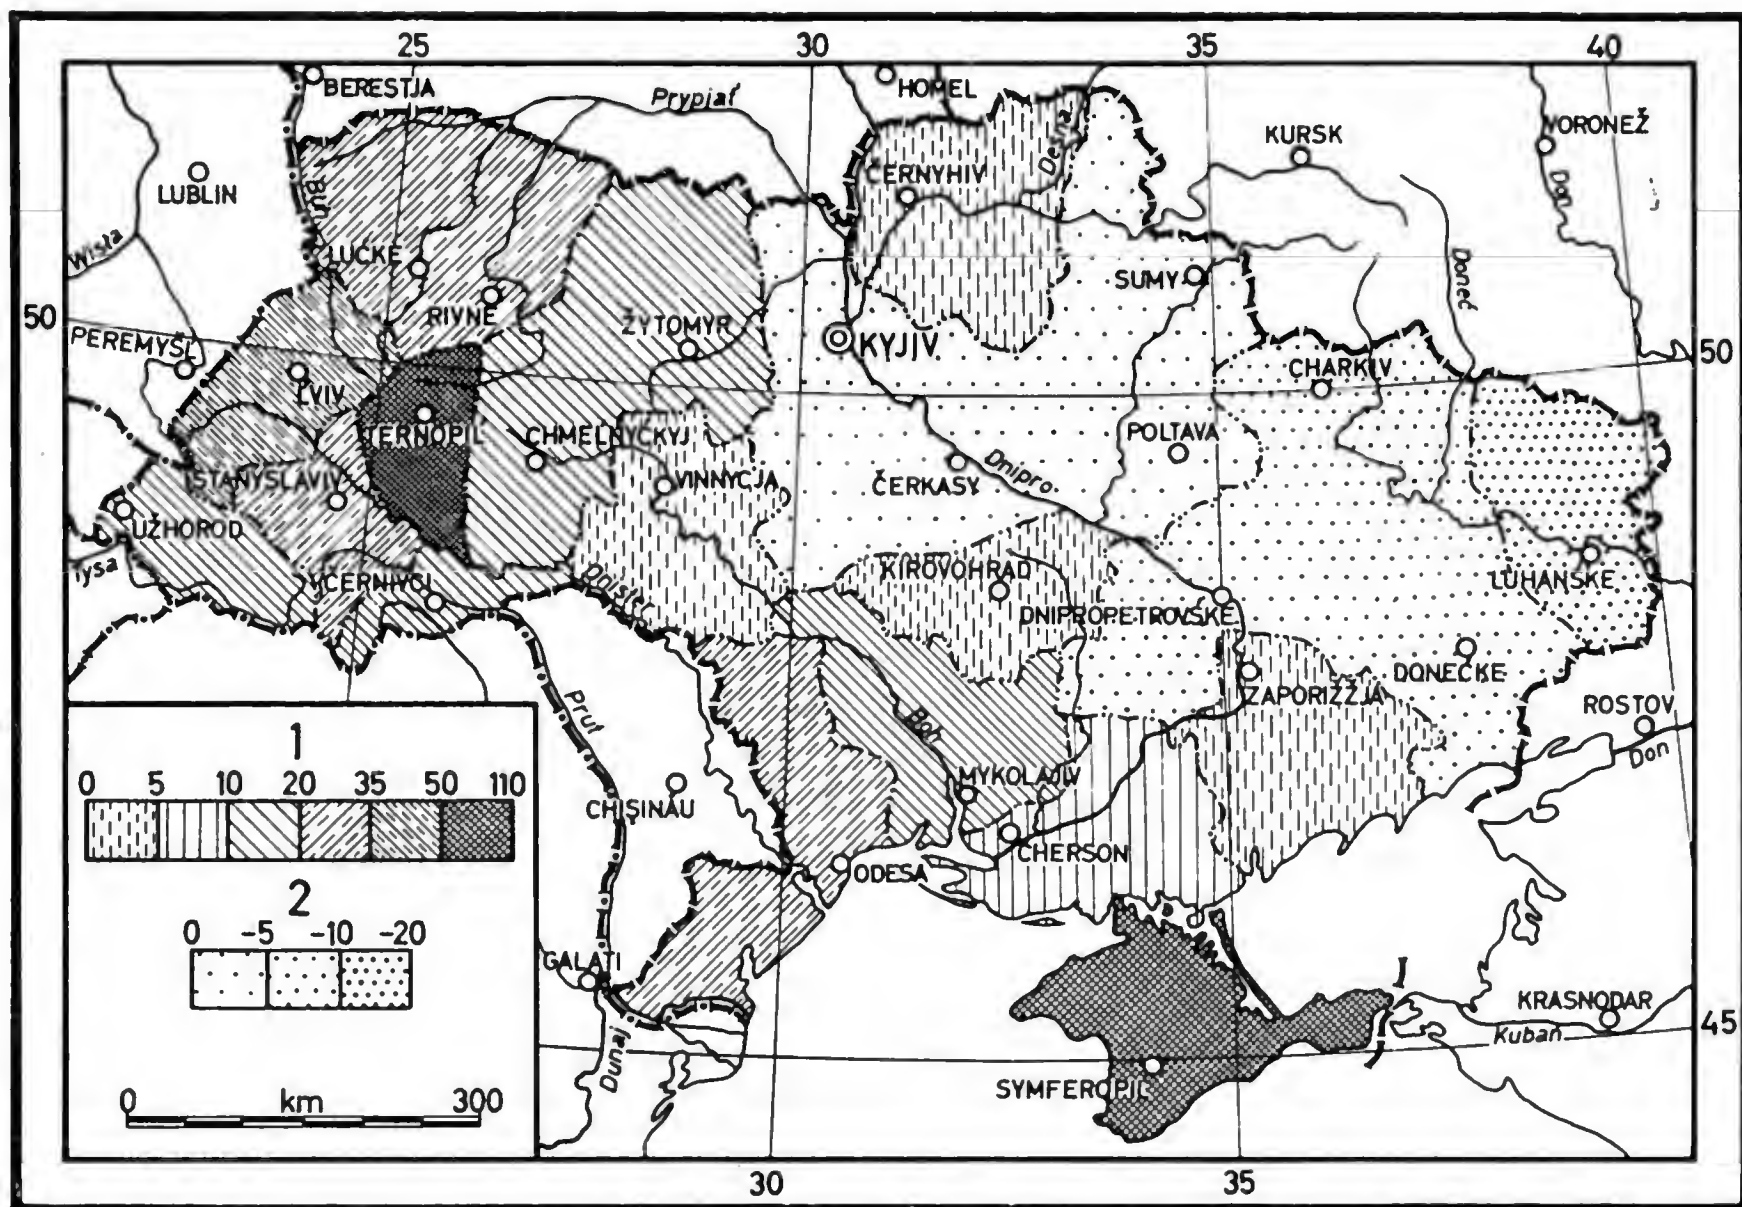 25 30 35 40
BERESTJA
HOMEL
Prypjať
KURSK
VORONEŽ
LUBLIN
ČERNYHIV
Desna
Don
Buh
Wisła
LUCKE
SUMY
Doneć
50
RIVNE
ŽYTOMYR
KYJIV
PEREMYŠL
CHARKIV
50
LVIV
TERNOPIL
CHMELNYCKYJ
POLTAVA
Dnipro
STANYSLAVIV
VINNYCJA
ČERKASY
UŽHOROD
Tysa
ČERNIVCI
Dnister
KIROVOHRAD
LUHANSKE
DNIPROPETROVSKE
DONECKE
ZAPORIŽŽJA
ROSTOV
Don
Prut
Boh
MYKOLAJIV
CHISINAU
CHERSON
ODESA
1
0 5 10 20 35 50 110
2
0 -5 -10 -20
GALATI
KRASNODAR
Kuban
45
Dunaj
SYMFEROPIL
0 km 300
30 35